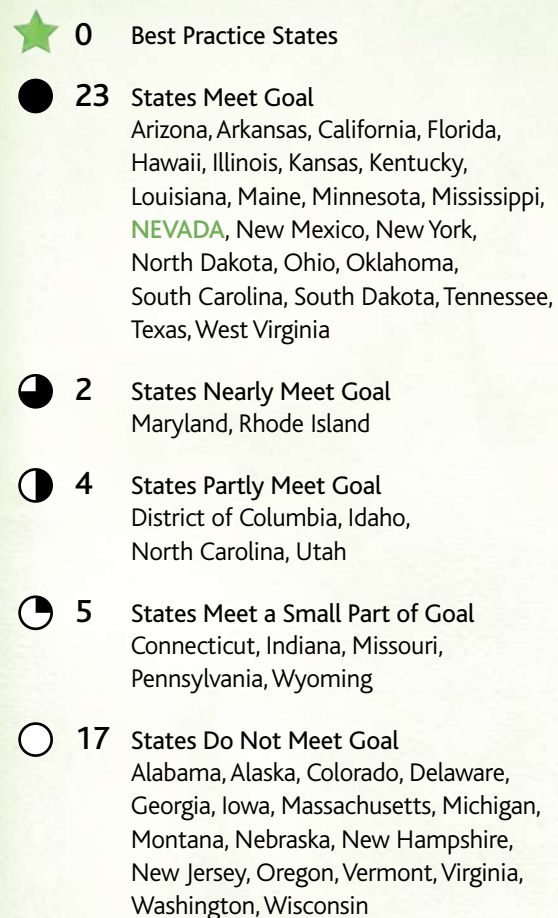 0 Best Practice States
23 States Meet Goal
Arizona, Arkansas, California, Florida,
Hawaii, Illinois, Kansas, Kentucky,
Louisiana, Maine, Minnesota, Mississippi,
NEVADA, New Mexico, New York,
North Dakota, Ohio, Oklahoma,
South Carolina, South Dakota, Tennessee,
Texas, West Virginia
2 States Nearly Meet Goal
Maryland, Rhode Island
4 States Partly Meet Goal
District of Columbia, Idaho,
North Carolina, Utah
5 States Meet a Small Part of Goal
Connecticut, Indiana, Missouri,
Pennsylvania, Wyoming
17 States Do Not Meet Goal
Alabama, Alaska, Colorado, Delaware,
Georgia, Iowa, Massachusetts, Michigan,
Montana, Nebraska, New Hampshire,
New Jersey, Oregon, Vermont, Virginia,
Washington, Wisconsin